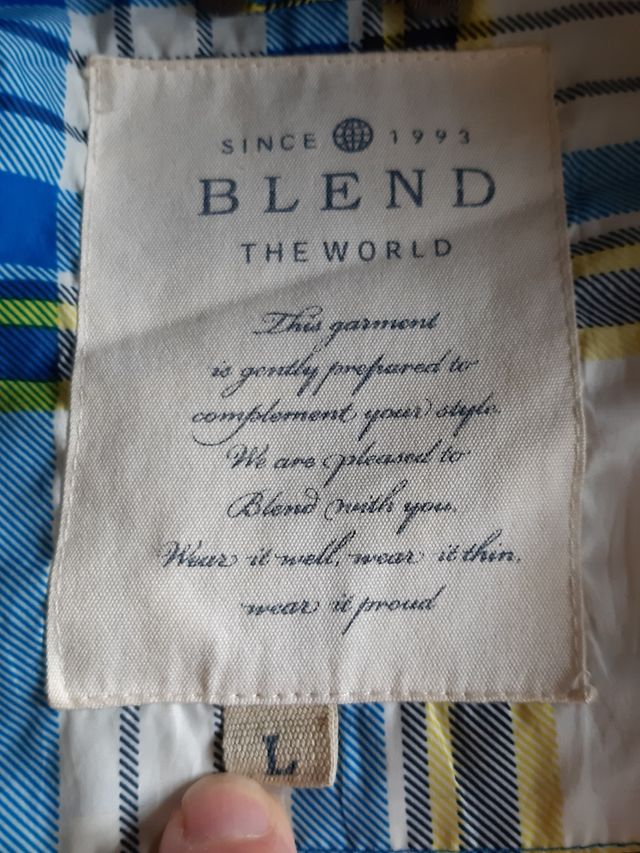 SINCE 1993
BLEND
THE WORLD
This garment
is gently prepared to
complement your style.
We are pleased to
Blend with you.
Wear it well, wear it thin,
wear it proud
L